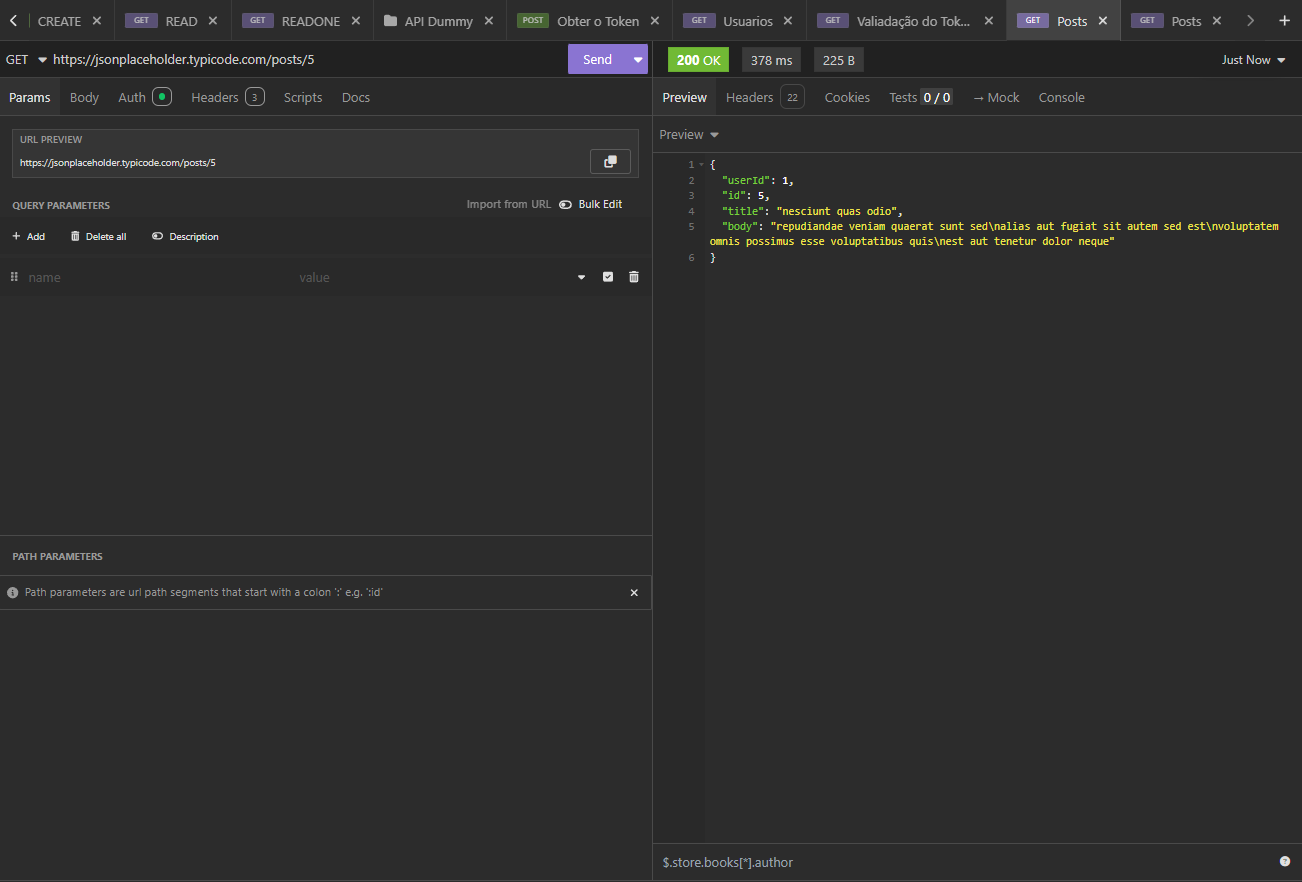 CREATE GET READ GET READONE API Dummy POST Obter o Token GET Usuarios GET Valiadação do Tok... GET Posts GET Posts
GET https://jsonplaceholder.typicode.com/posts/5 Send
Params Body Auth Headers 3 Scripts Docs
URL PREVIEW
https://jsonplaceholder.typicode.com/posts/5
QUERY PARAMETERS Import from URL Bulk Edit
+ Add Delete all Description
name value
PATH PARAMETERS
Path parameters are url path segments that start with a colon ':' e.g. ':id'
200 OK 378 ms 225 B Just Now
Preview Headers 22 Cookies Tests 0 / 0 → Mock Console
Preview
1 {
2 "userId": 1,
3 "id": 5,
4 "title": "nesciunt quas odio",
5 "body": "repudiandae veniam quaerat sunt sed\nalias aut fugiat sit autem sed est\nvoluptatem
omnis possimus esse voluptatibus quis\nest aut tenetur dolor neque"
6 }
$.store.books[*].author